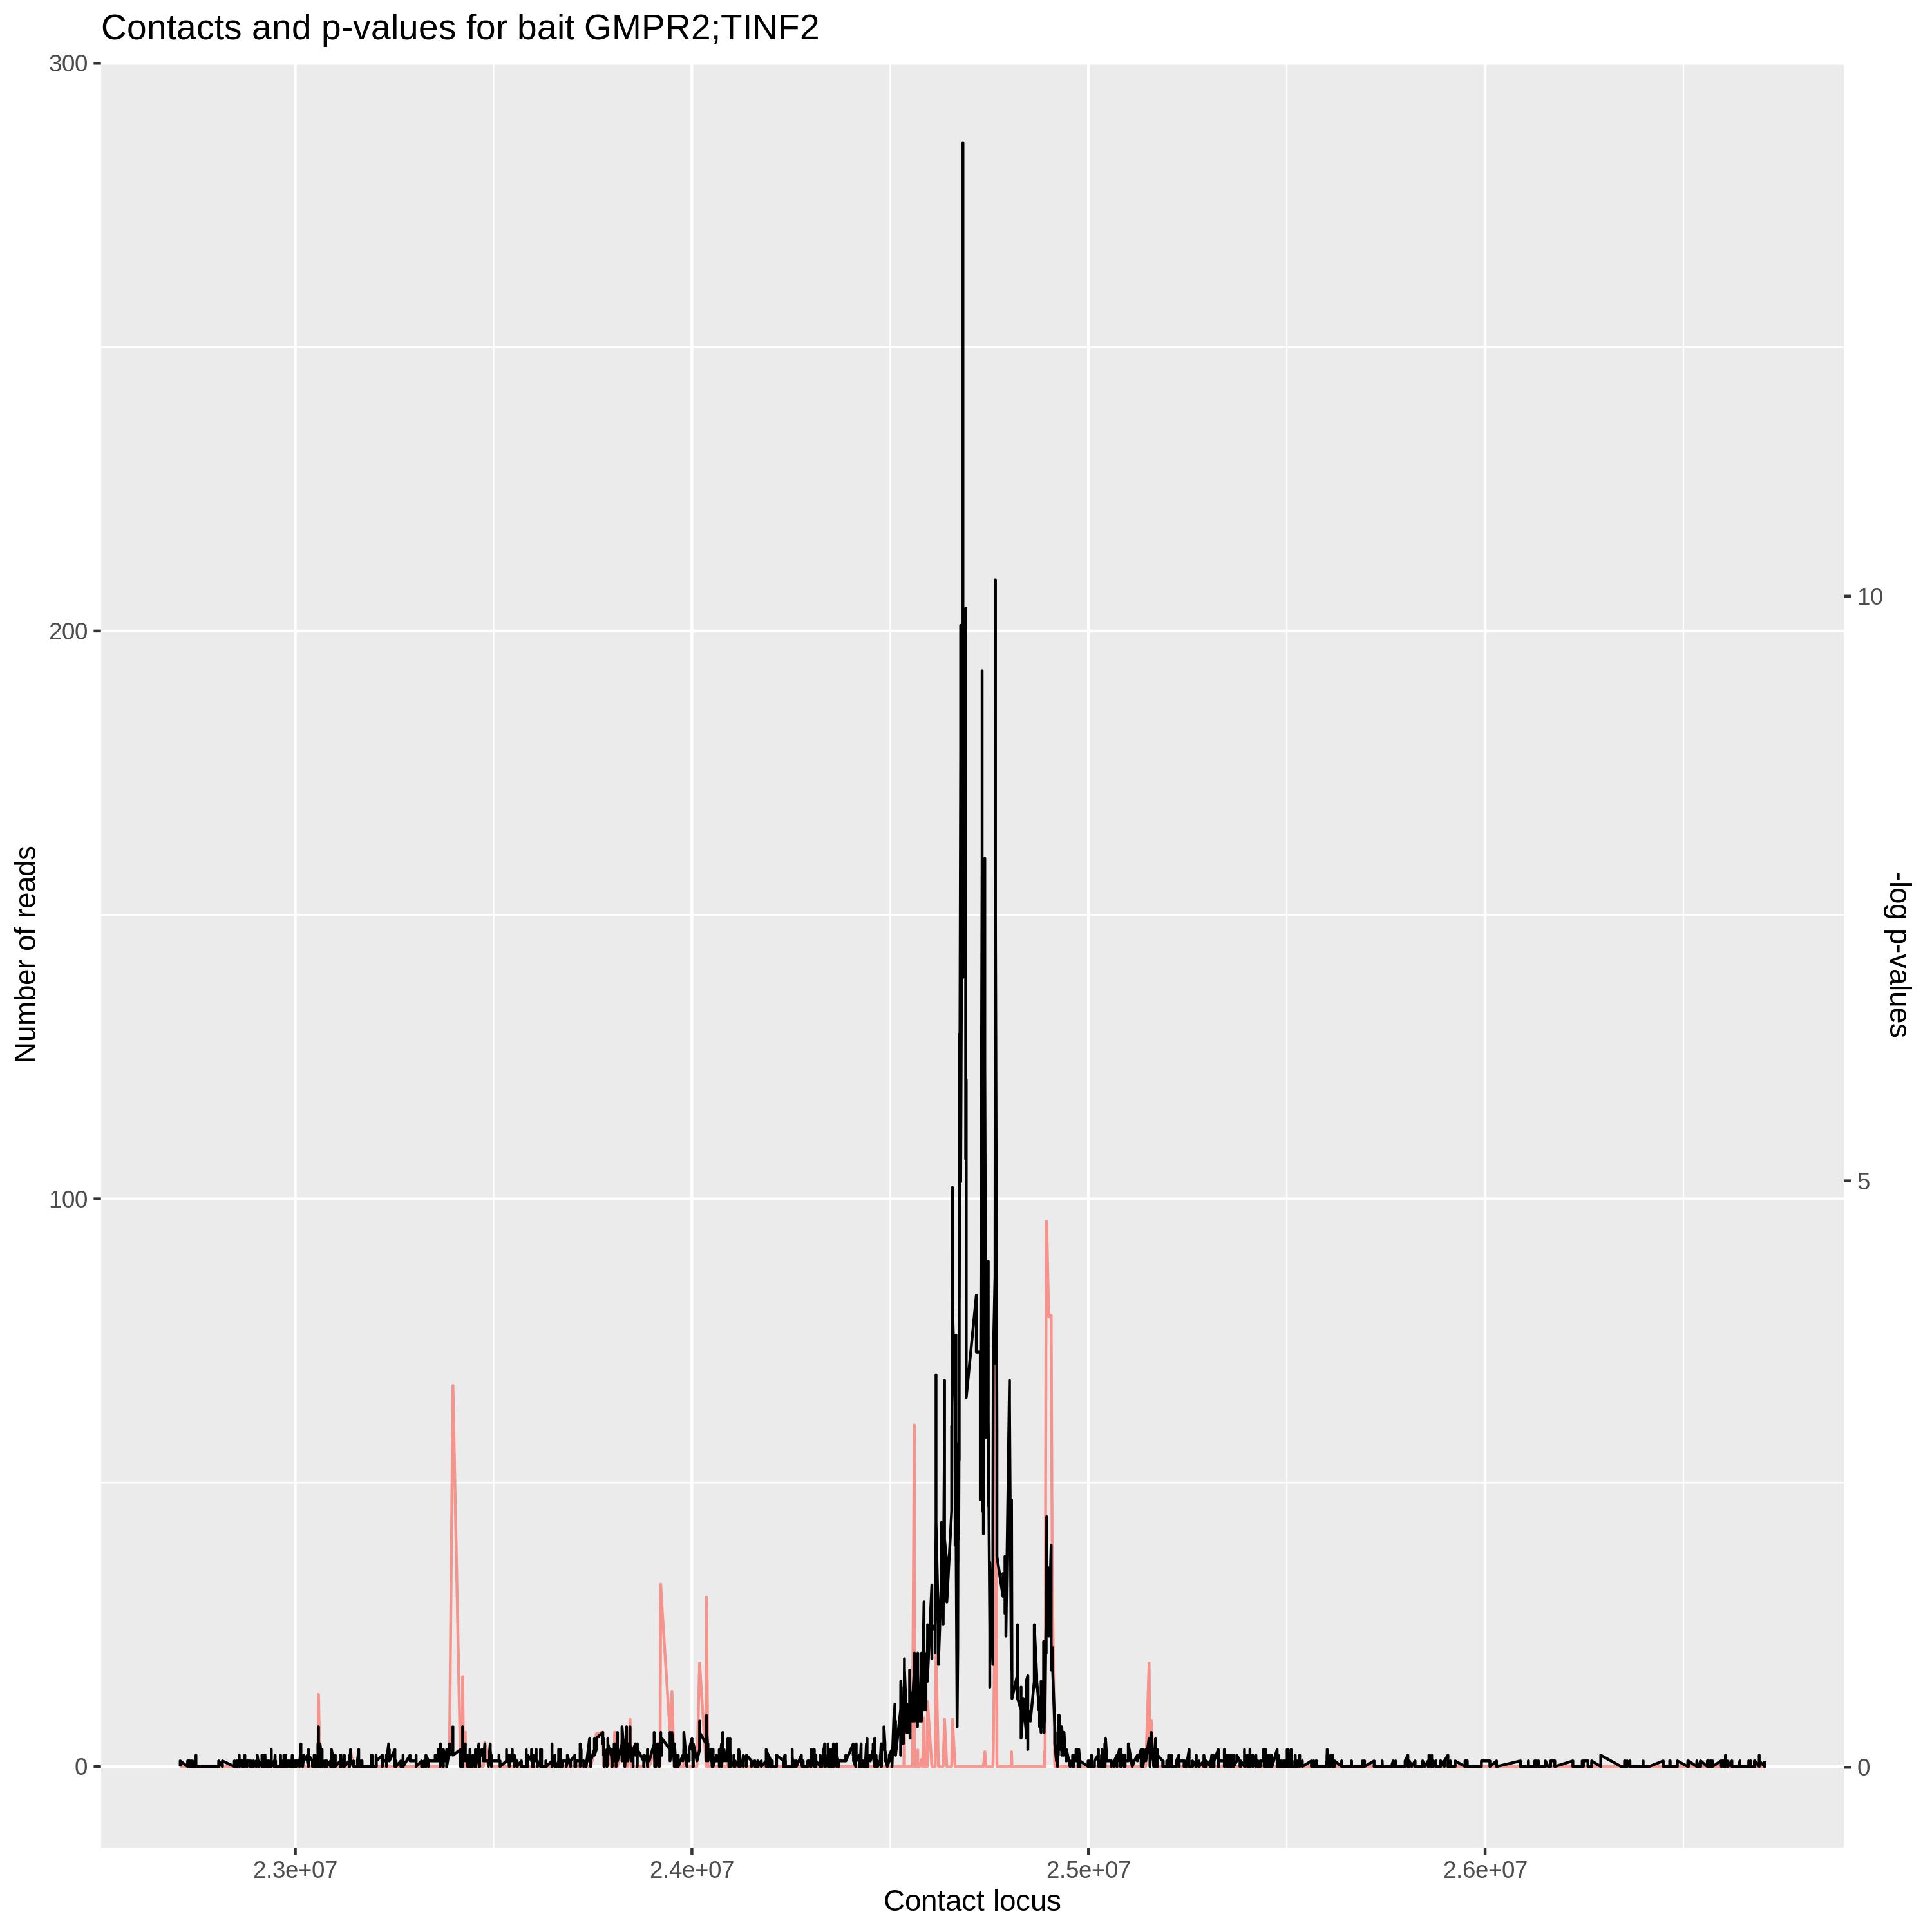 Contacts and p-values for bait GMPR2;TINF2
300
200
100
0
Number of reads
10
5
0
-log p-values
2.3e+07
2.4e+07
2.5e+07
2.6e+07
Contact locus